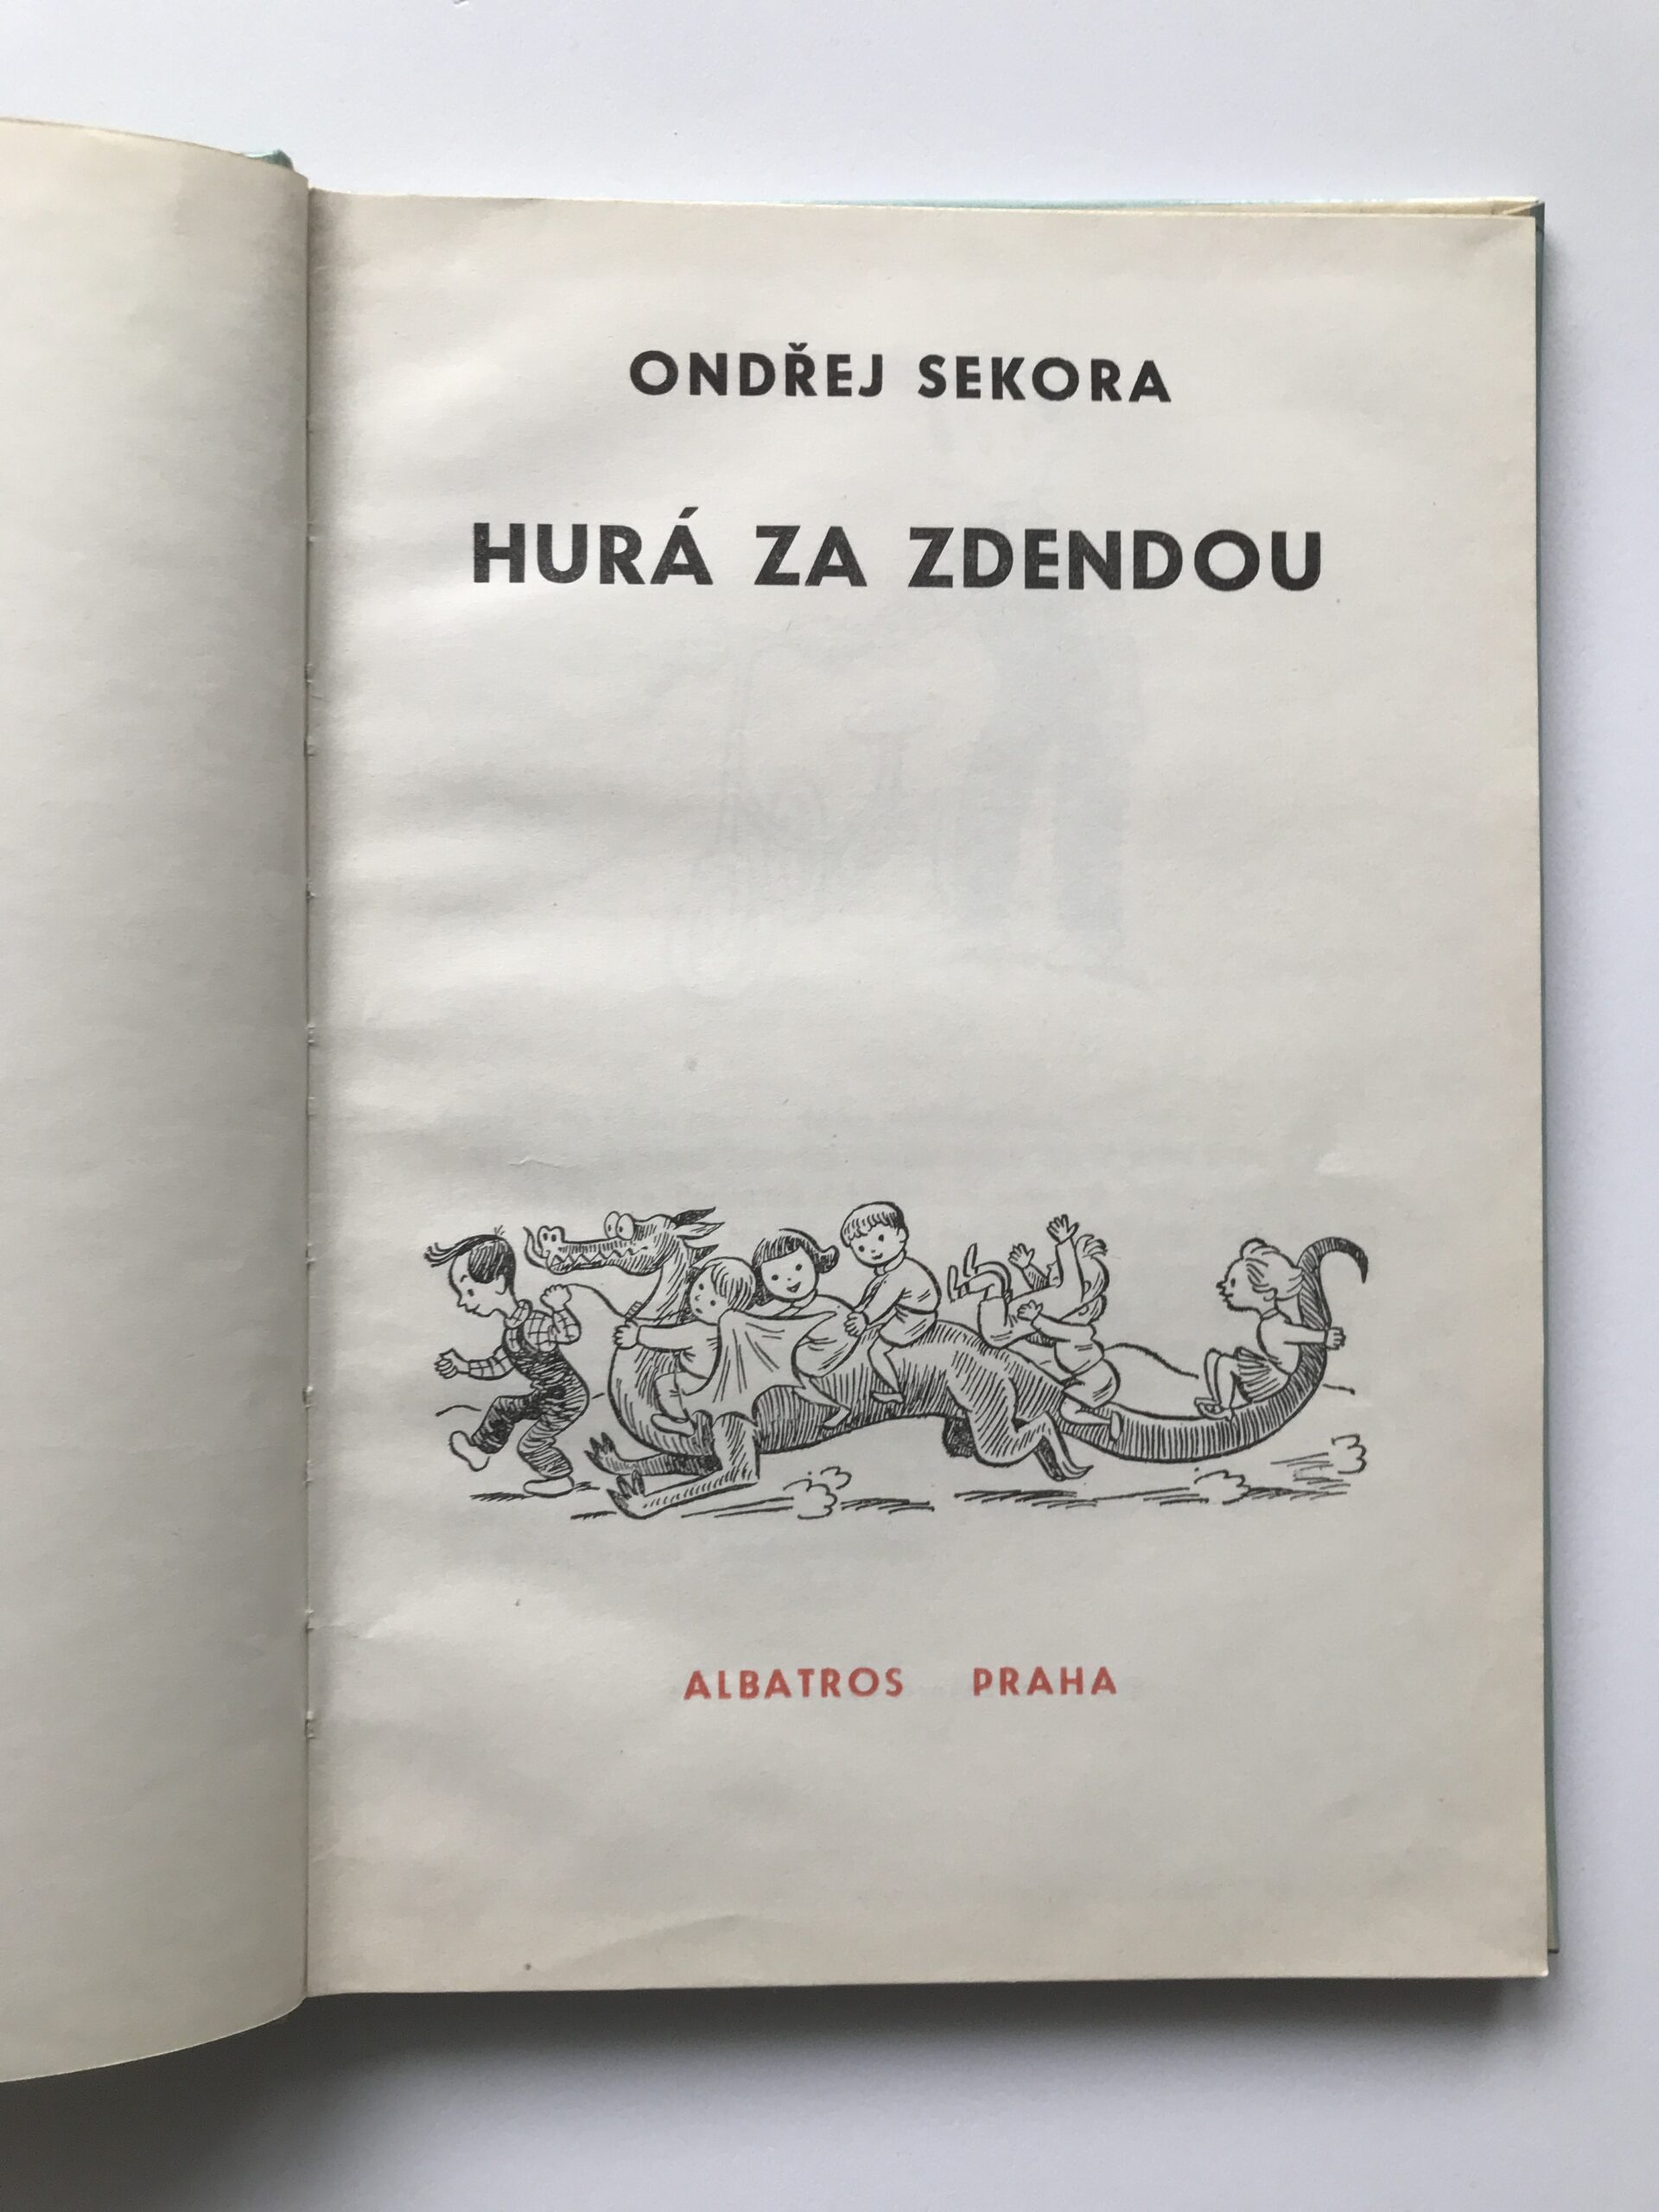 ONDŘEJ SEKORA
HURÁ ZA ZDENDOU
ALBATROS PRAHA